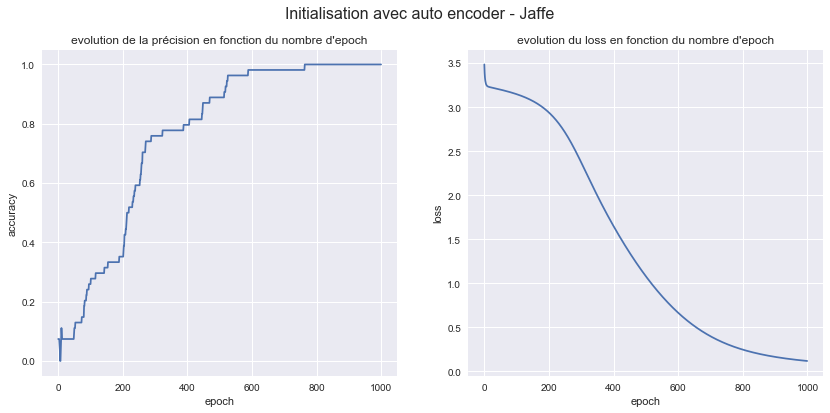 Initialisation avec auto encoder - Jaffe
evolution de la précision en fonction du nombre d'epoch
1.0
0.8
0.6
0.4
0.2
0.0
accuracy
0 200 400 600 800 1000
epoch
evolution du loss en fonction du nombre d'epoch
3.5
3.0
2.5
2.0
1.5
1.0
0.5
0.0
loss
0 200 400 600 800 1000
epoch